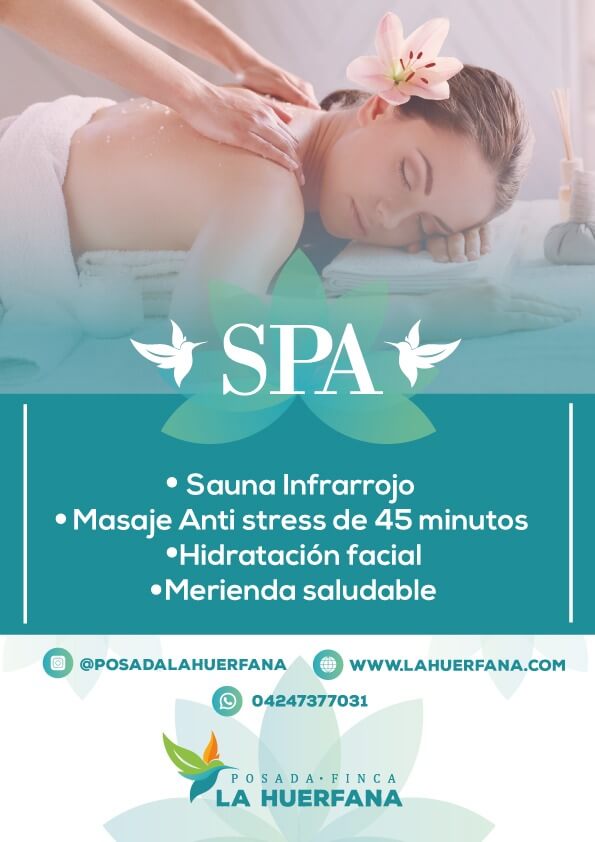 SPA
• Sauna Infrarrojo
• Masaje Anti stress de 45 minutos
•Hidratación facial
•Merienda saludable
@POSADALAHUERFANA
WWW.LAHUERFANA.COM
04247377031
POSADA・FINCA
LA HUERFANA